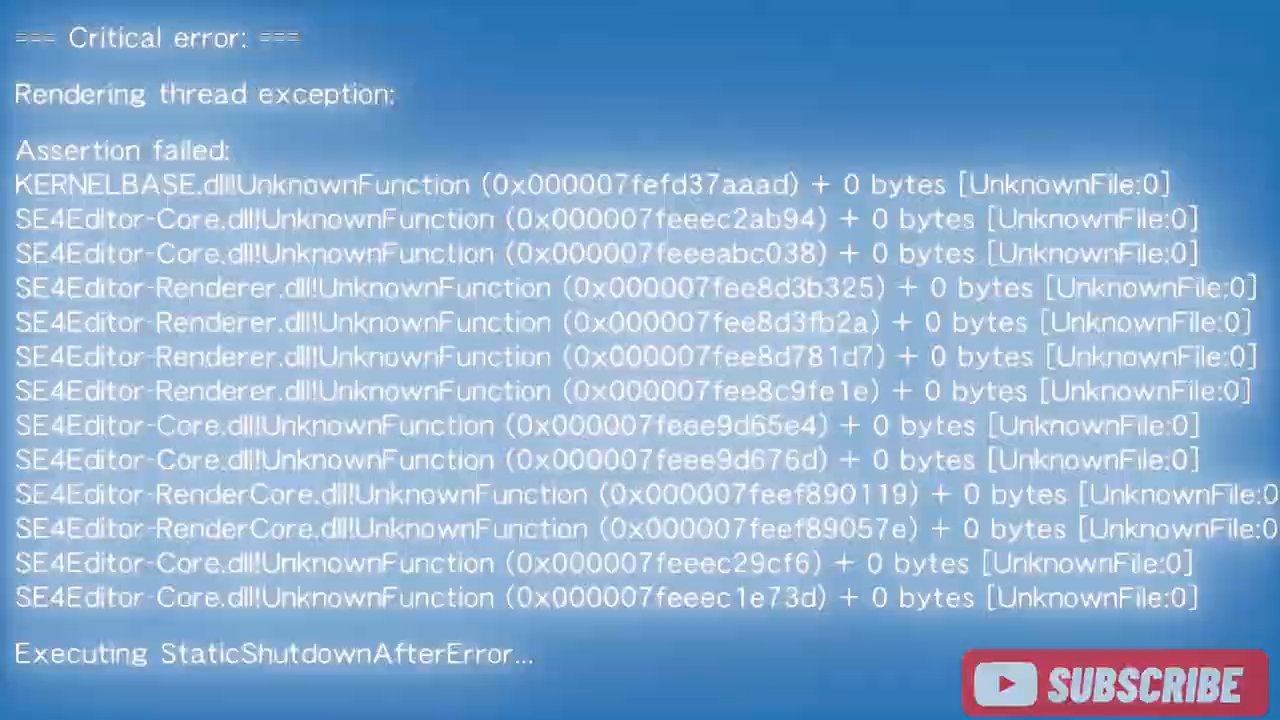 === Critical error: ===
Rendering thread exception:
Assertion failed:
KERNELBASE.dll!UnknownFunction (0x000007fefd37aaad) + 0 bytes [UnknownFile:0]
SE4Editor-Core.dll!UnknownFunction (0x000007feeec2ab94) + 0 bytes [UnknownFile:0]
SE4Editor-Core.dll!UnknownFunction (0x000007feeeabc038) + 0 bytes [UnknownFile:0]
SE4Editor-Renderer.dll!UnknownFunction (0x000007fee8d3b325) + 0 bytes [UnknownFile:0]
SE4Editor-Renderer.dll!UnknownFunction (0x000007fee8d3fb2a) + 0 bytes [UnknownFile:0]
SE4Editor-Renderer.dll!UnknownFunction (0x000007fee8d781d7) + 0 bytes [UnknownFile:0]
SE4Editor-Renderer.dll!UnknownFunction (0x000007fee8c9fe1e) + 0 bytes [UnknownFile:0]
SE4Editor-Core.dll!UnknownFunction (0x000007feee9d65e4) + 0 bytes [UnknownFile:0]
SE4Editor-Core.dll!UnknownFunction (0x000007feee9d676d) + 0 bytes [UnknownFile:0]
SE4Editor-RenderCore.dll!UnknownFunction (0x000007feef890119) + 0 bytes [UnknownFile:0
SE4Editor-RenderCore.dll!UnknownFunction (0x000007feef89057e) + 0 bytes [UnknownFile:0
SE4Editor-Core.dll!UnknownFunction (0x000007feeec29cf6) + 0 bytes [UnknownFile:0]
SE4Editor-Core.dll!UnknownFunction (0x000007feeec1e73d) + 0 bytes [UnknownFile:0]
Executing StaticShutdownAfterError...
SUBSCRIBE